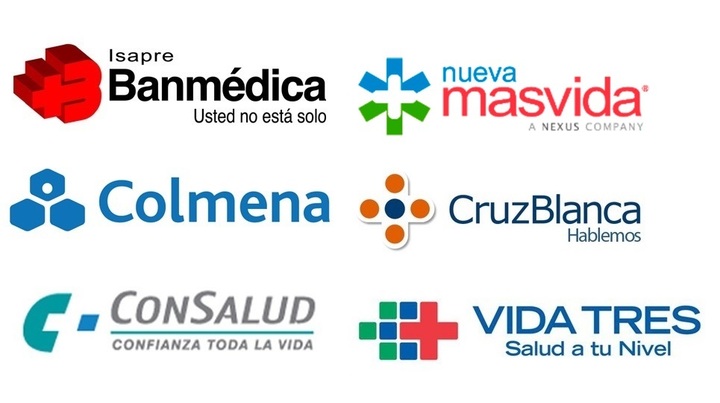 Isapre
Banmédica
Usted no está solo
nueva
masvida®
A NEXUS COMPANY
Colmena
CruzBlanca
Hablemos
CONSALUD
CONFIANZA TODA LA VIDA
VIDA TRES
Salud a tu Nivel